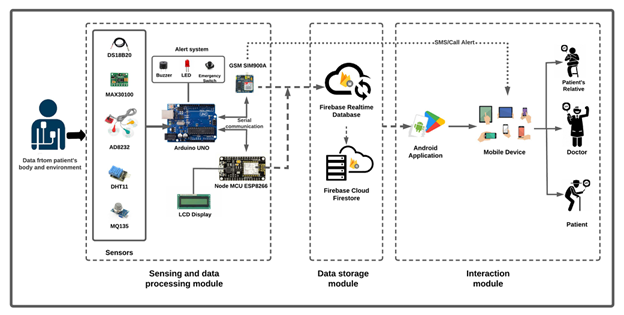 SMS/Call Alert
DS18B20
Alert system
GSM SIM900A
Buzzer
LED
Emergency
Switch
Patient's
Relative
MAX30100
Firebase Realtime
Database
Serial
communication
AD8232
Arduino UNO
Android
Application
Mobile Device
Doctor
Data frtom patient's
body and environment
DHT11
Node MCU ESP8266
Firebase Cloud
Firestore
LCD Display
MQ135
Patient
Sensors
Sensing and data
processing module
Data storage
module
Interaction
module